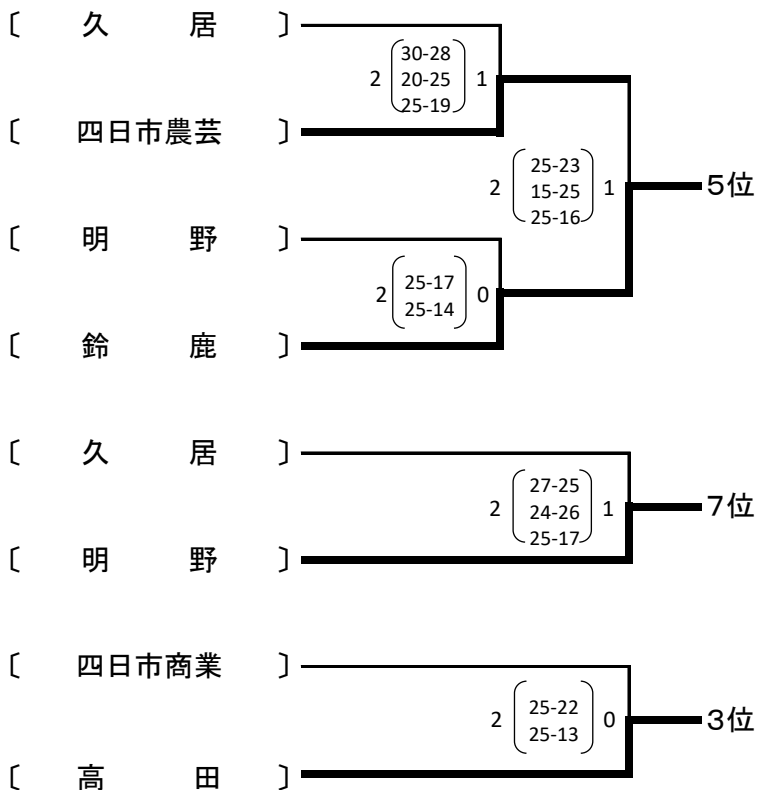 〔 久 居 〕
2 30-28 1
20-25
25-19
〔 四日市農芸 〕
2 25-23 1 5位
15-25
25-16
〔 明 野 〕
2 25-17 0
25-14
〔 鈴 鹿 〕
〔 久 居 〕
2 27-25 1 7位
24-26
25-17
〔 明 野 〕
〔 四日市商業 〕
2 25-22 0 3位
25-13
〔 高 田 〕